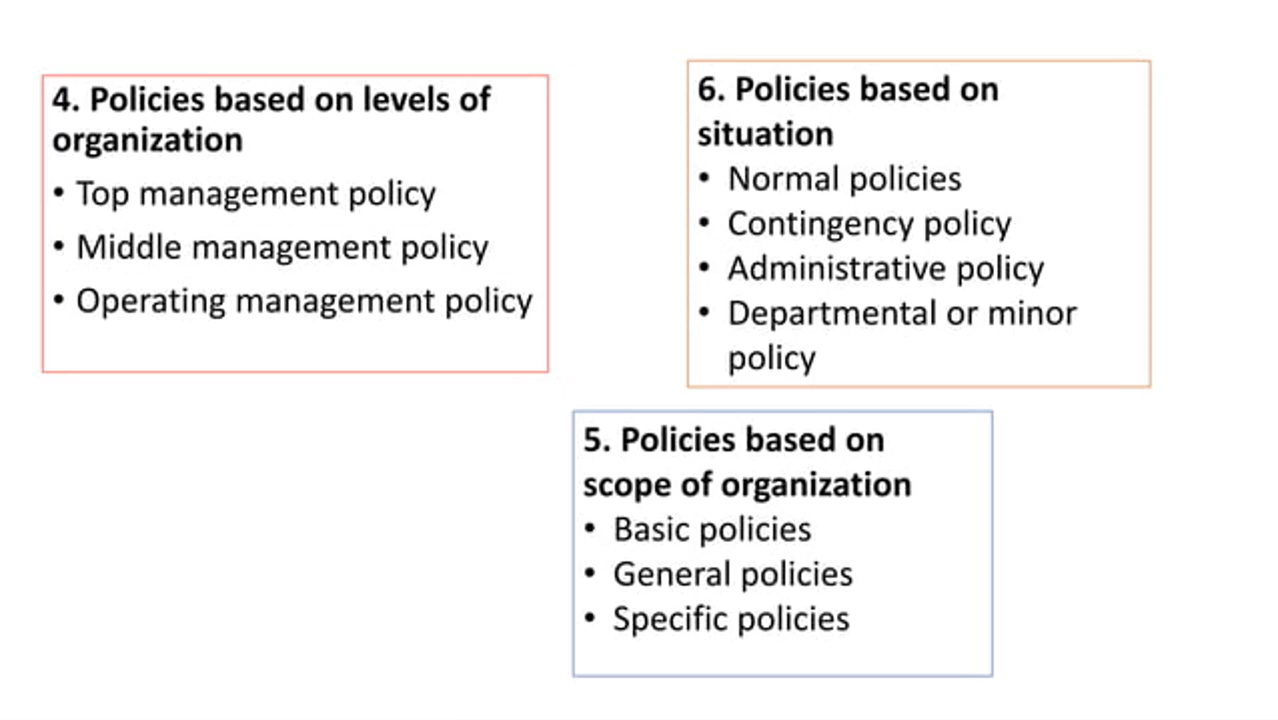 4. Policies based on levels of
organization
• Top management policy
• Middle management policy
• Operating management policy
6. Policies based on
situation
• Normal policies
• Contingency policy
• Administrative policy
• Departmental or minor
policy
5. Policies based on
scope of organization
• Basic policies
• General policies
• Specific policies